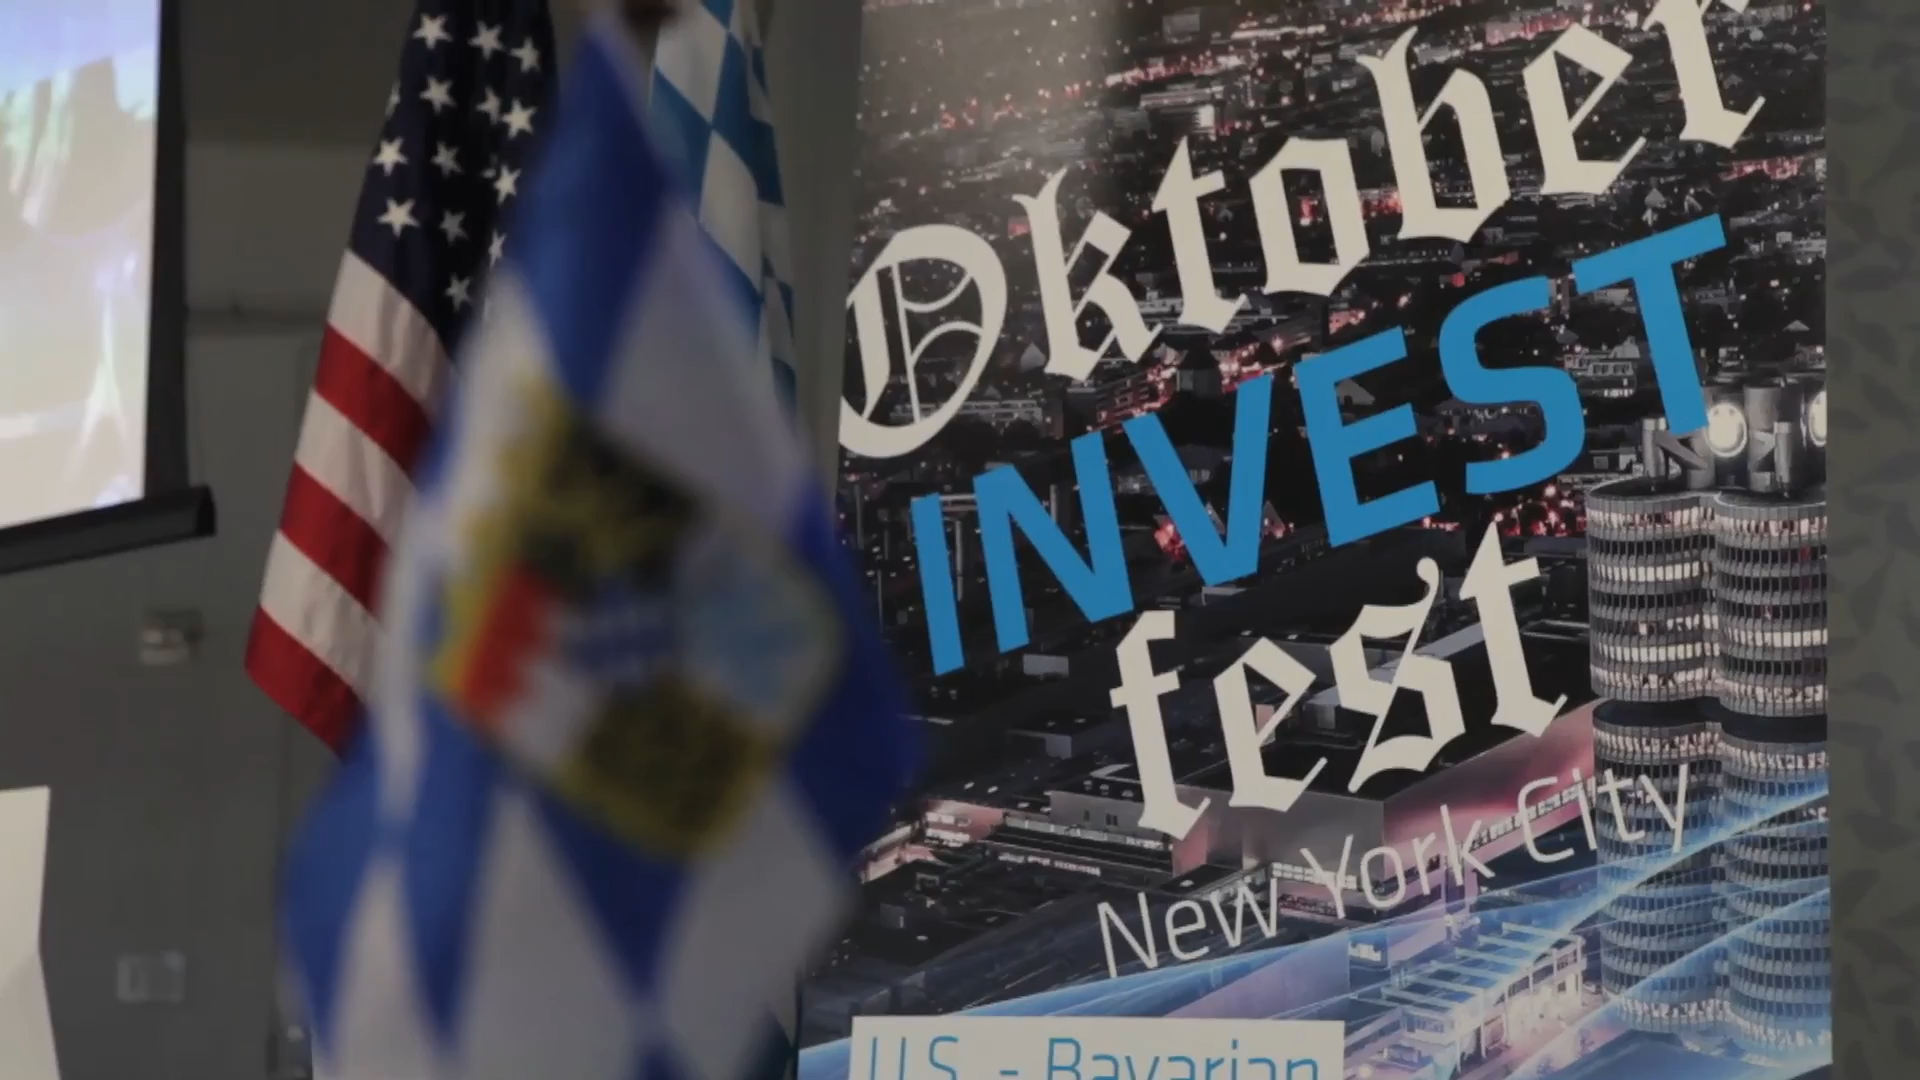 Oktober
INVEST
fest
New York City
U.S. - Bavarian